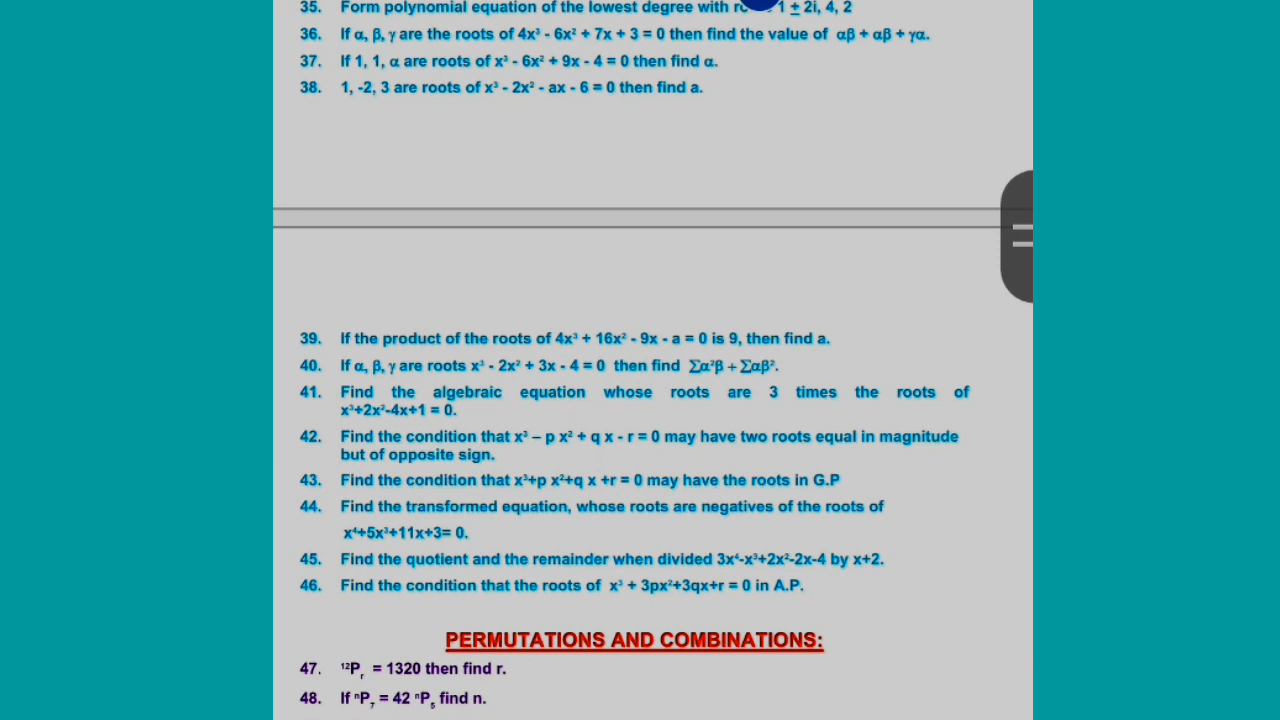 35. Form polynomial equation of the lowest degree with 1 ± 2i, 4, 2
36. If α, β, γ are the roots of 4x³ - 6x² + 7x + 3 = 0 then find the value of αβ + αβ + γα.
37. If 1, 1, α are roots of x³ - 6x² + 9x - 4 = 0 then find α.
38. 1, -2, 3 are roots of x³ - 2x² - ax - 6 = 0 then find a.
39. If the product of the roots of 4x³ + 16x² - 9x - a = 0 is 9, then find a.
40. If α, β, γ are roots x³ - 2x² + 3x - 4 = 0 then find ∑α²β + ∑αβ².
41. Find the algebraic equation whose roots are 3 times the roots of
x³+2x²-4x+1 = 0.
42. Find the condition that x³ – p x² + q x - r = 0 may have two roots equal in magnitude
but of opposite sign.
43. Find the condition that x³+p x²+q x +r = 0 may have the roots in G.P
44. Find the transformed equation, whose roots are negatives of the roots of
x⁴+5x³+11x+3= 0.
45. Find the quotient and the remainder when divided 3x⁴-x³+2x²-2x-4 by x+2.
46. Find the condition that the roots of x³ + 3px²+3qx+r = 0 in A.P.
PERMUTATIONS AND COMBINATIONS:
47. ¹²Pᵣ = 1320 then find r.
48. If ⁿP₇ = 42 ⁿP₅ find n.